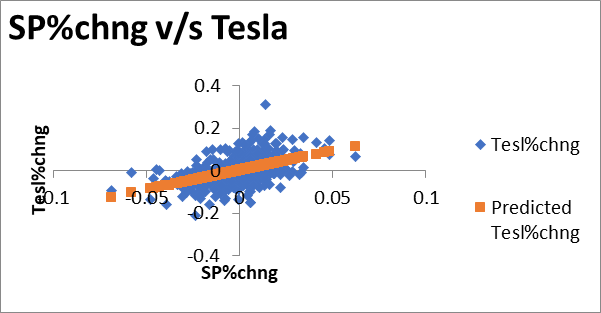 SP%chng v/s Tesla
0.4
0.2
0
-0.2
-0.4
-0.1
-0.05
0
0.05
0.1
Tesl%chng
SP%chng
Tesl%chng
Predicted
Tesl%chng